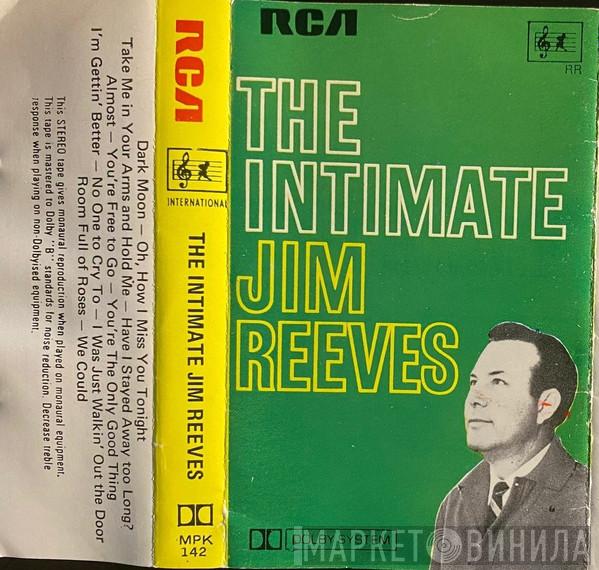 Dark Moon – Oh, How I Miss You Tonight
Take Me in Your Arms and Hold Me – Have I Stayed Away too Long?
Almost – You're Free to Go – You're The Only Good Thing
I'm Gettin' Better – No One to Cry To – I Was Just Walkin' Out the Door
Room Full of Roses – We Could
This STEREO tape gives monaural reproduction when played on monaural equipment.
This tape is mastered to Dolby "B" standards for noise reduction. Decrease treble
response when playing on non-Dolbyised equipment.
RCA
INTERNATIONAL
THE INTIMATE JIM REEVES
MPK
142
RCA
RR
THE
INTIMATE
JIM
REEVES
DOLBY SYSTEM
МАРКЕТ ВИНИЛА